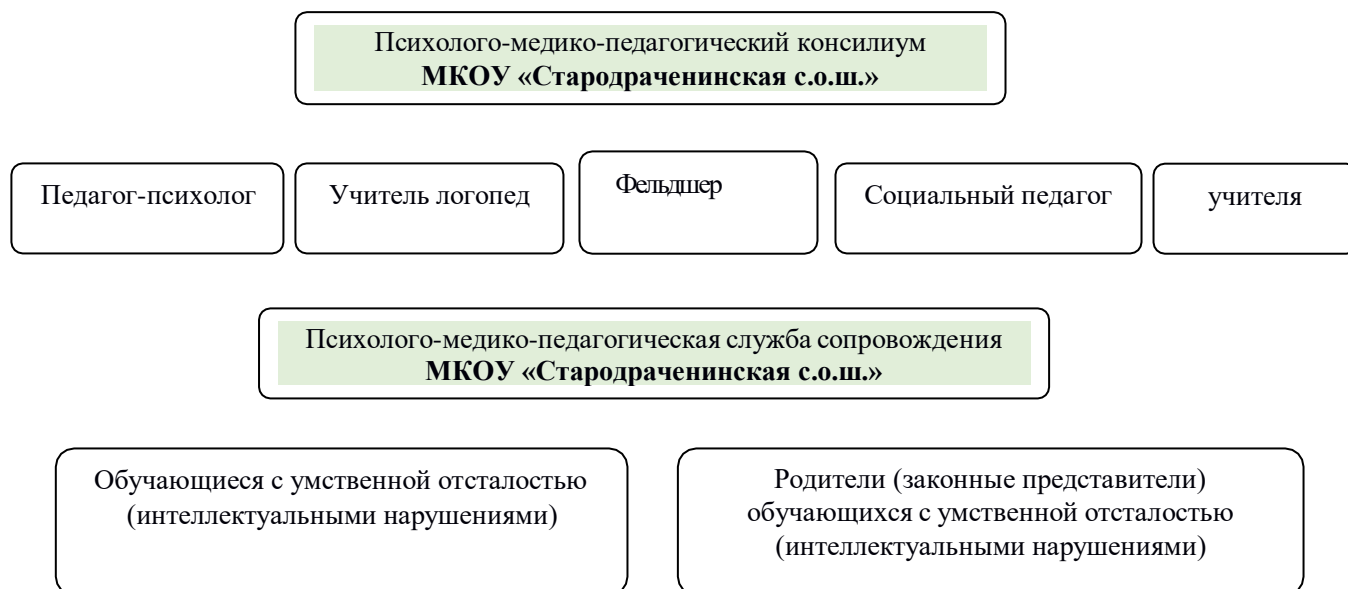 Психолого-медико-педагогический консилиум
МКОУ «Стародраченинская с.о.ш.»
Педагог-психолог
Учитель логопед
Фельдшер
Социальный педагог
учителя
Психолого-медико-педагогическая служба сопровождения
МКОУ «Стародраченинская с.о.ш.»
Обучающиеся с умственной отсталостью
(интеллектуальными нарушениями)
Родители (законные представители)
обучающихся с умственной отсталостью
(интеллектуальными нарушениями)